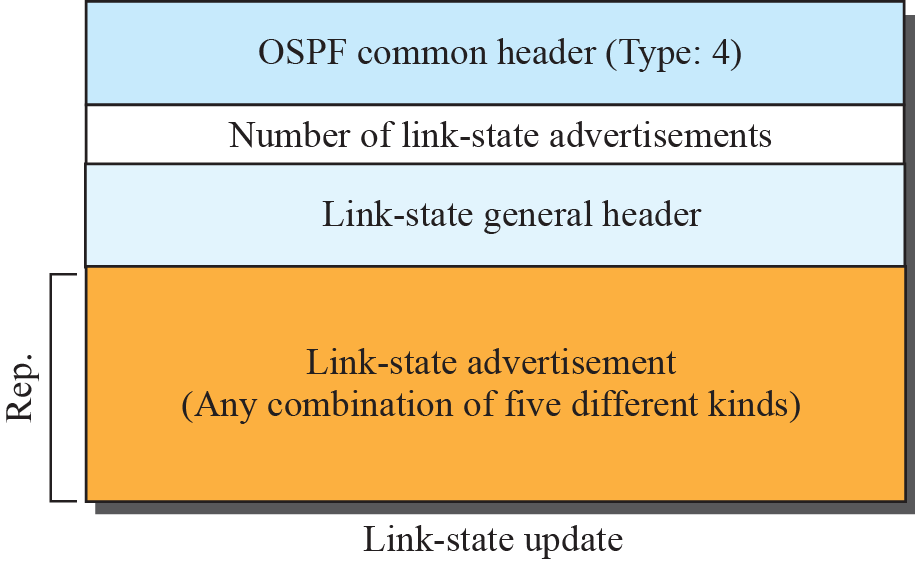 OSPF common header (Type: 4)
Number of link-state advertisements
Link-state general header
Rep.
Link-state advertisement
(Any combination of five different kinds)
Link-state update